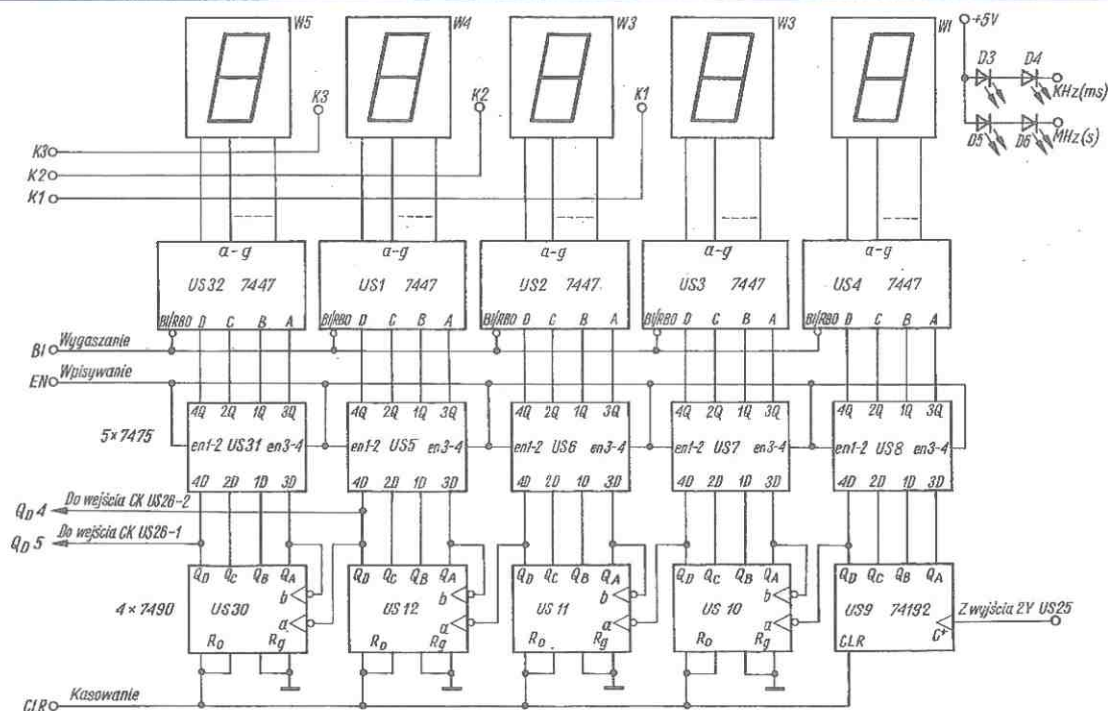 W5 W4 W3 W3 W1 +5V
D3 D4
KHz(ms)
K3 K2 K1
D5 D6
MHz(s)
K3
K2
K1
a-g a-g a-g a-g a-g
US32 7447 US1 7447 US2 7447 US3 7447 US4 7447
BI/RBO D C B A BI/RBO D C B A BI/RBO D C B A BI/RBO D C B A BI/RBO D C B A
BI Wygaszanie
EN Wpisywanie
4Q 2Q 1Q 3Q 4Q 2Q 1Q 3Q 4Q 2Q 1Q 3Q 4Q 2Q 1Q 3Q 4Q 2Q 1Q 3Q
5×7475 en1-2 US31 en3-4 en1-2 US5 en3-4 en1-2 US6 en3-4 en1-2 US7 en3-4 en1-2 US8 en3-4
4D 2D 1D 3D 4D 2D 1D 3D 4D 2D 1D 3D 4D 2D 1D 3D 4D 2D 1D 3D
QD 4 Do wejścia CK US26-2
QD 5 Do wejścia CK US26-1
QD QC QB QA QD QC QB QA QD QC QB QA QD QC QB QA QD QC QB QA
b b b b
4×7490 US30 US12 US11 US10 US9 74192 Z wyjścia 2Y US25
a a a a C+
Ro Rg Ro Rg Ro Rg Ro Rg CLR
CLR Kasowanie